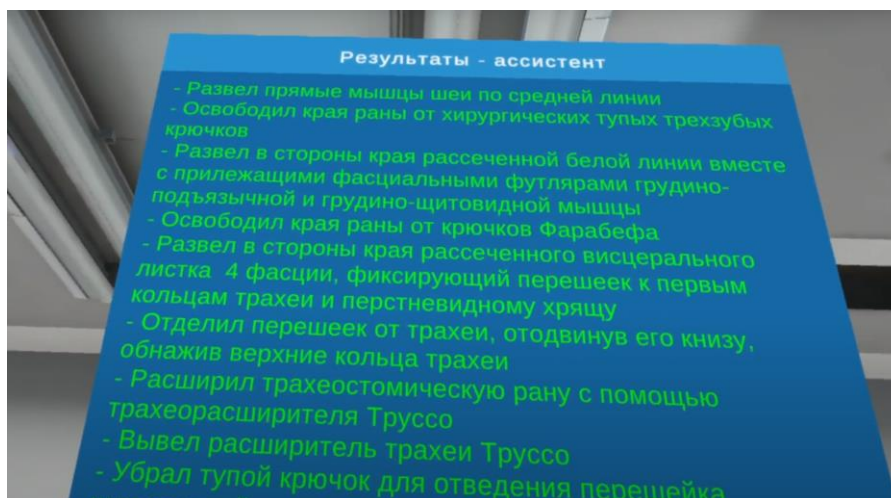 Результаты - ассистент
- Развел прямые мышцы шеи по средней линии
- Освободил края раны от хирургических тупых трехзубых
крючков
- Развел в стороны края рассеченной белой линии вместе
с прилежащими фасциальными футлярами грудино-
подъязычной и грудино-щитовидной мышцы
- Освободил края раны от крючков Фарабефа
- Развел в стороны края рассеченного висцерального
листка 4 фасции, фиксирующий перешеек к первым
кольцам трахеи и перстневидному хрящу
- Отделил перешеек от трахеи, отодвинув его книзу,
обнажив верхние кольца трахеи
- Расширил трахеостомическую рану с помощью
трахеорасширителя Труссо
- Вывел расширитель трахеи Труссо
- Убрал тупой крючок для отведения перешейка